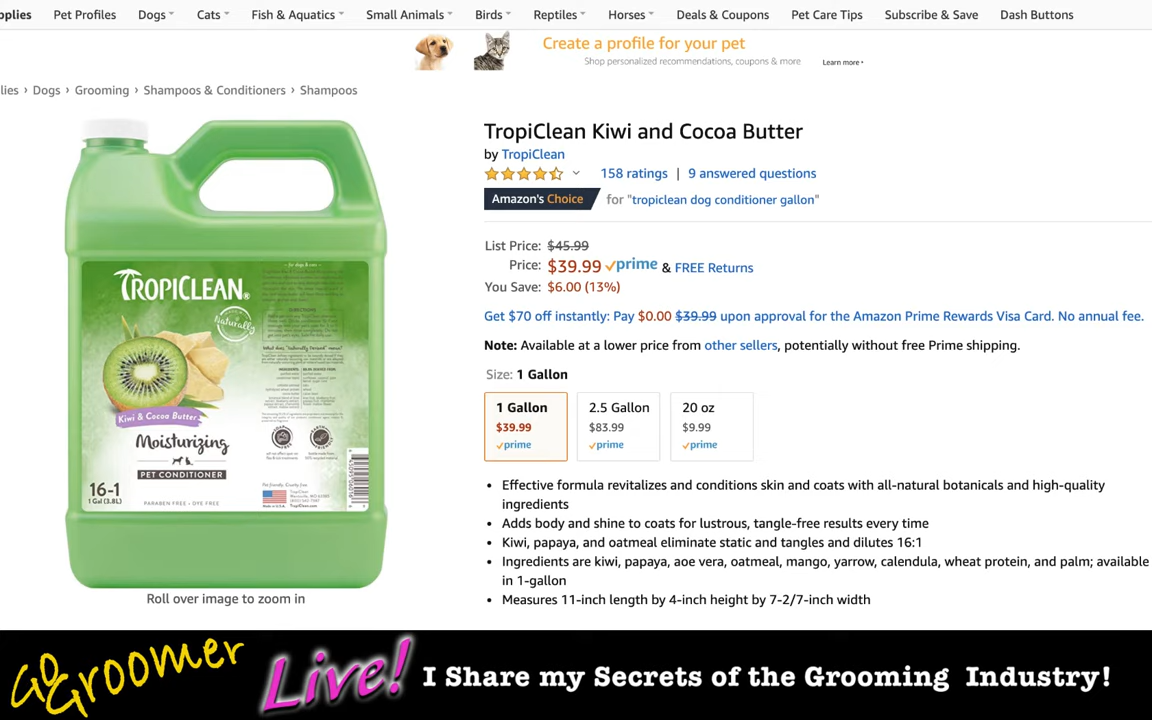 pplies Pet Profiles Dogs Cats Fish & Aquatics Small Animals Birds Reptiles Horses Deals & Coupons Pet Care Tips Subscribe & Save Dash Buttons
Create a profile for your pet
Shop personalized recommendations, coupons & more Learn more
lies › Dogs › Grooming › Shampoos & Conditioners › Shampoos
TropiClean Kiwi and Cocoa Butter
by TropiClean
158 ratings | 9 answered questions
Amazon's Choice for "tropiclean dog conditioner gallon"
List Price: $45.99
Price: $39.99 prime & FREE Returns
You Save: $6.00 (13%)
Get $70 off instantly: Pay $0.00 $39.99 upon approval for the Amazon Prime Rewards Visa Card. No annual fee.
Note: Available at a lower price from other sellers, potentially without free Prime shipping.
Size: 1 Gallon
1 Gallon 2.5 Gallon 20 oz
$39.99 $83.99 $9.99
prime prime prime
• Effective formula revitalizes and conditions skin and coats with all-natural botanicals and high-quality
ingredients
• Adds body and shine to coats for lustrous, tangle-free results every time
• Kiwi, papaya, and oatmeal eliminate static and tangles and dilutes 16:1
• Ingredients are kiwi, papaya, aoe vera, oatmeal, mango, yarrow, calendula, wheat protein, and palm; available
in 1-gallon
• Measures 11-inch length by 4-inch height by 7-2/7-inch width
TROPICLEAN®
Naturally
Kiwi & Cocoa Butter
Moisturizing
PET CONDITIONER
16-1
1 Gal (3.8L)
PARABEN FREE • DYE FREE
Roll over image to zoom in
GoGroomer Live! I Share my Secrets of the Grooming Industry!